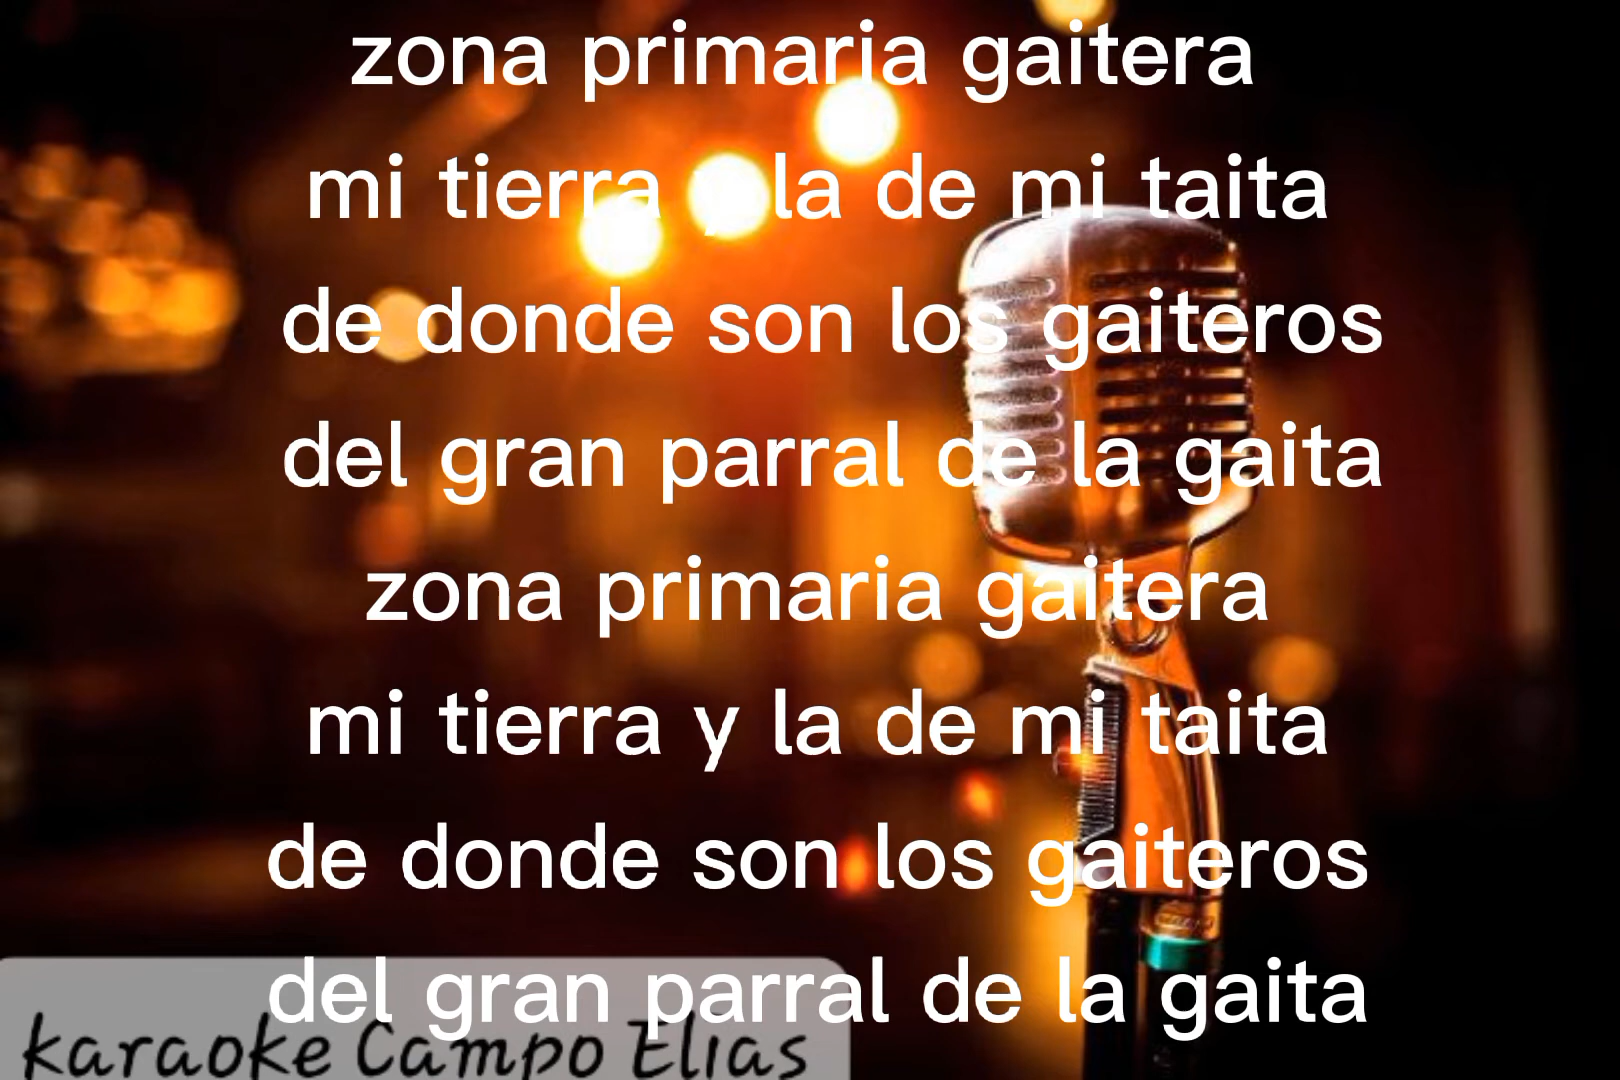 zona primaria gaitera
mi tierra y la de mi taita
de donde son los gaiteros
del gran parral de la gaita
zona primaria gaitera
mi tierra y la de mi taita
de donde son los gaiteros
del gran parral de la gaita
karaoke Campo Elias